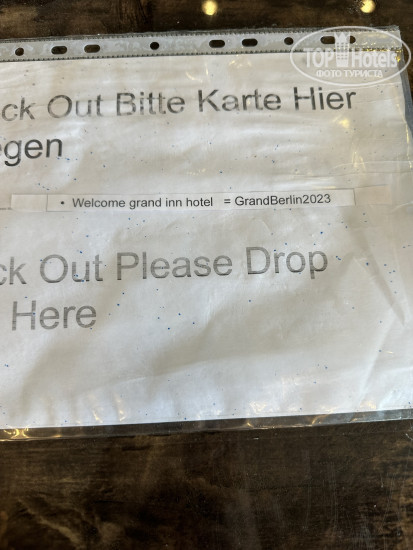 TOP Hotels
ФОТО ТУРИСТА
ck Out Bitte Karte Hier
egen
• Welcome grand inn hotel = GrandBerlin2023
ck Out Please Drop
Here